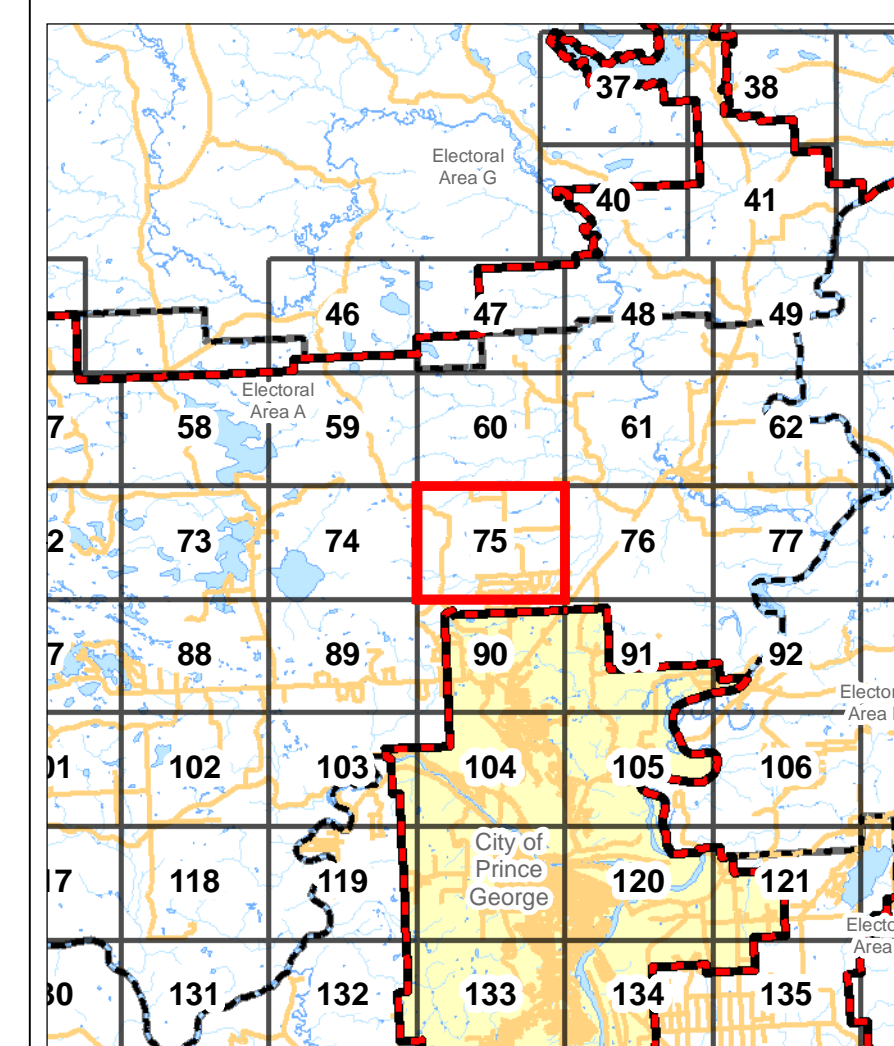 37 38
Electoral
Area G
40 41
46 47 48 49
Electoral
Area A
7 58 59 60 61 62
2 73 74 75 76 77
7 88 89 90 91 92
Area
01 102 103 104 105 106
City of
Prince
George
17 118 119 120 121
Area
30 131 132 133 134 135